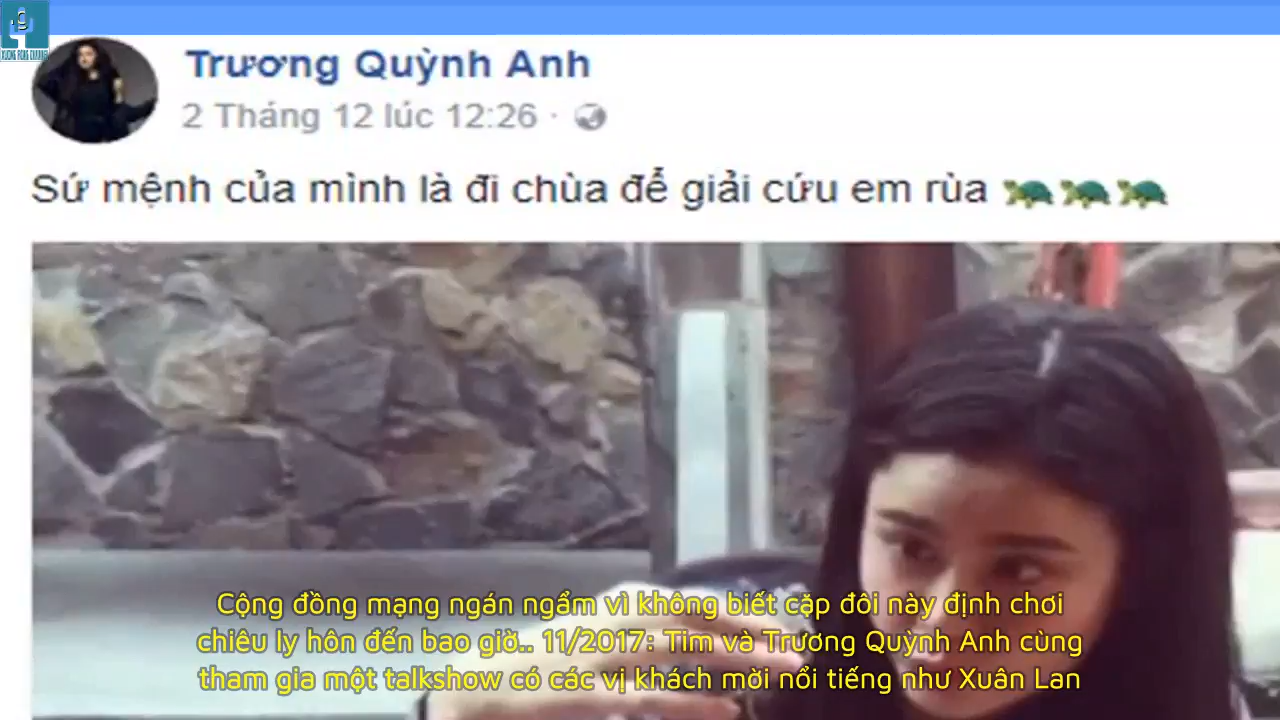 Trương Quỳnh Anh
2 Tháng 12 lúc 12:26 ·
Sứ mệnh của mình là đi chùa để giải cứu em rùa 🐢🐢🐢
Cộng đồng mạng ngán ngẩm vì không biết cặp đôi này định chơi
chiêu ly hôn đến bao giờ.. 11/2017: Tim và Trương Quỳnh Anh cùng
tham gia một talkshow có các vị khách mời nổi tiếng như Xuân Lan